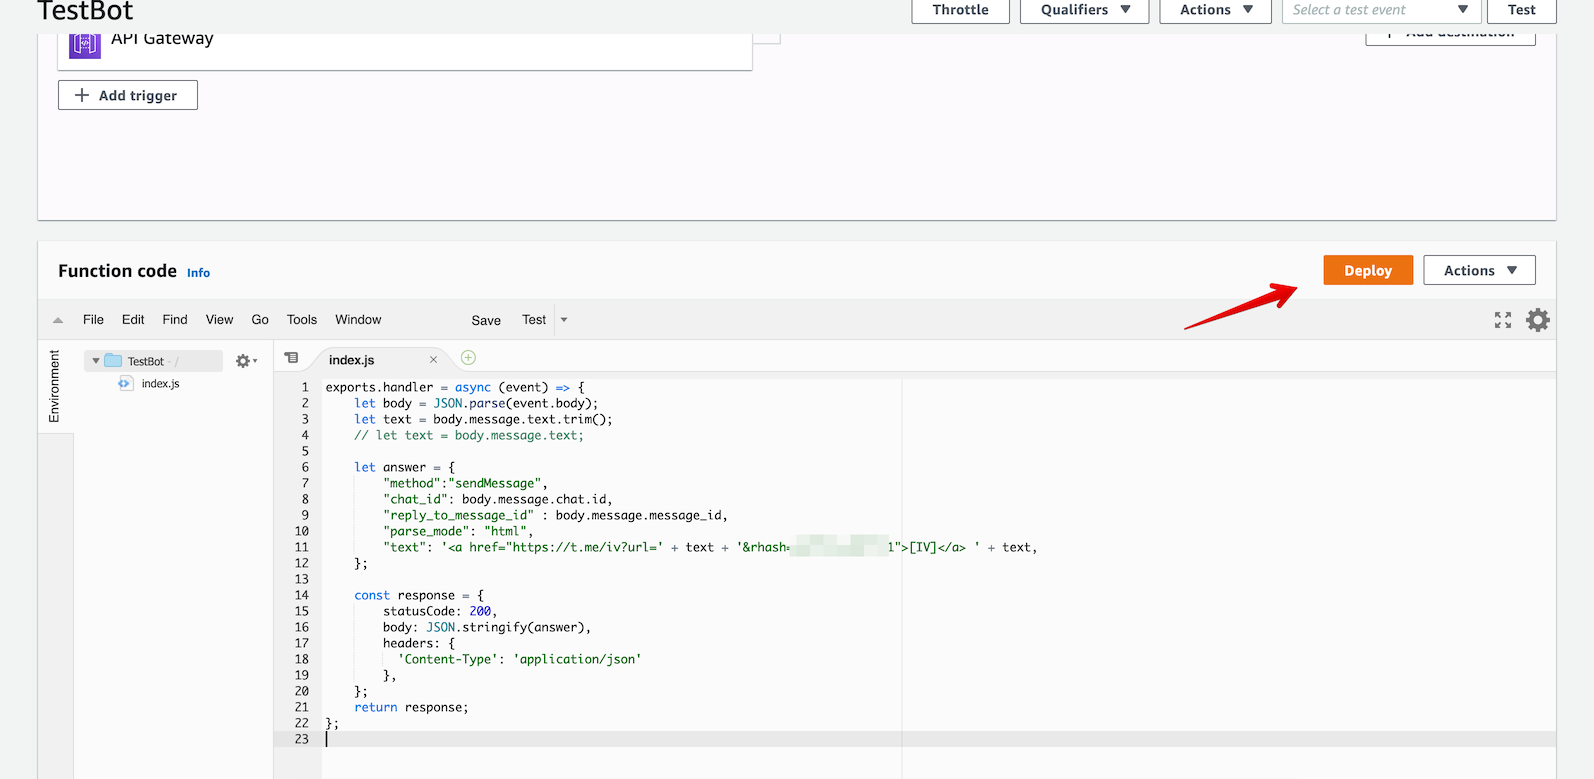 TestBot
Throttle
Qualifiers
Actions
Select a test event
Test
API Gateway
Add destination
Add trigger
Function code Info
Deploy
Actions
File Edit Find View Go Tools Window Save Test
Environment
TestBot - /
index.js
index.js
1 exports.handler = async (event) => {
2 let body = JSON.parse(event.body);
3 let text = body.message.text.trim();
4 // let text = body.message.text;
5
6 let answer = {
7 "method":"sendMessage",
8 "chat_id": body.message.chat.id,
9 "reply_to_message_id" : body.message.message_id,
10 "parse_mode": "html",
11 "text": '<a href="https://t.me/iv?url=' + text + '&rhash= 1">[IV]</a> ' + text,
12 };
13
14 const response = {
15 statusCode: 200,
16 body: JSON.stringify(answer),
17 headers: {
18 'Content-Type': 'application/json'
19 },
20 };
21 return response;
22 };
23